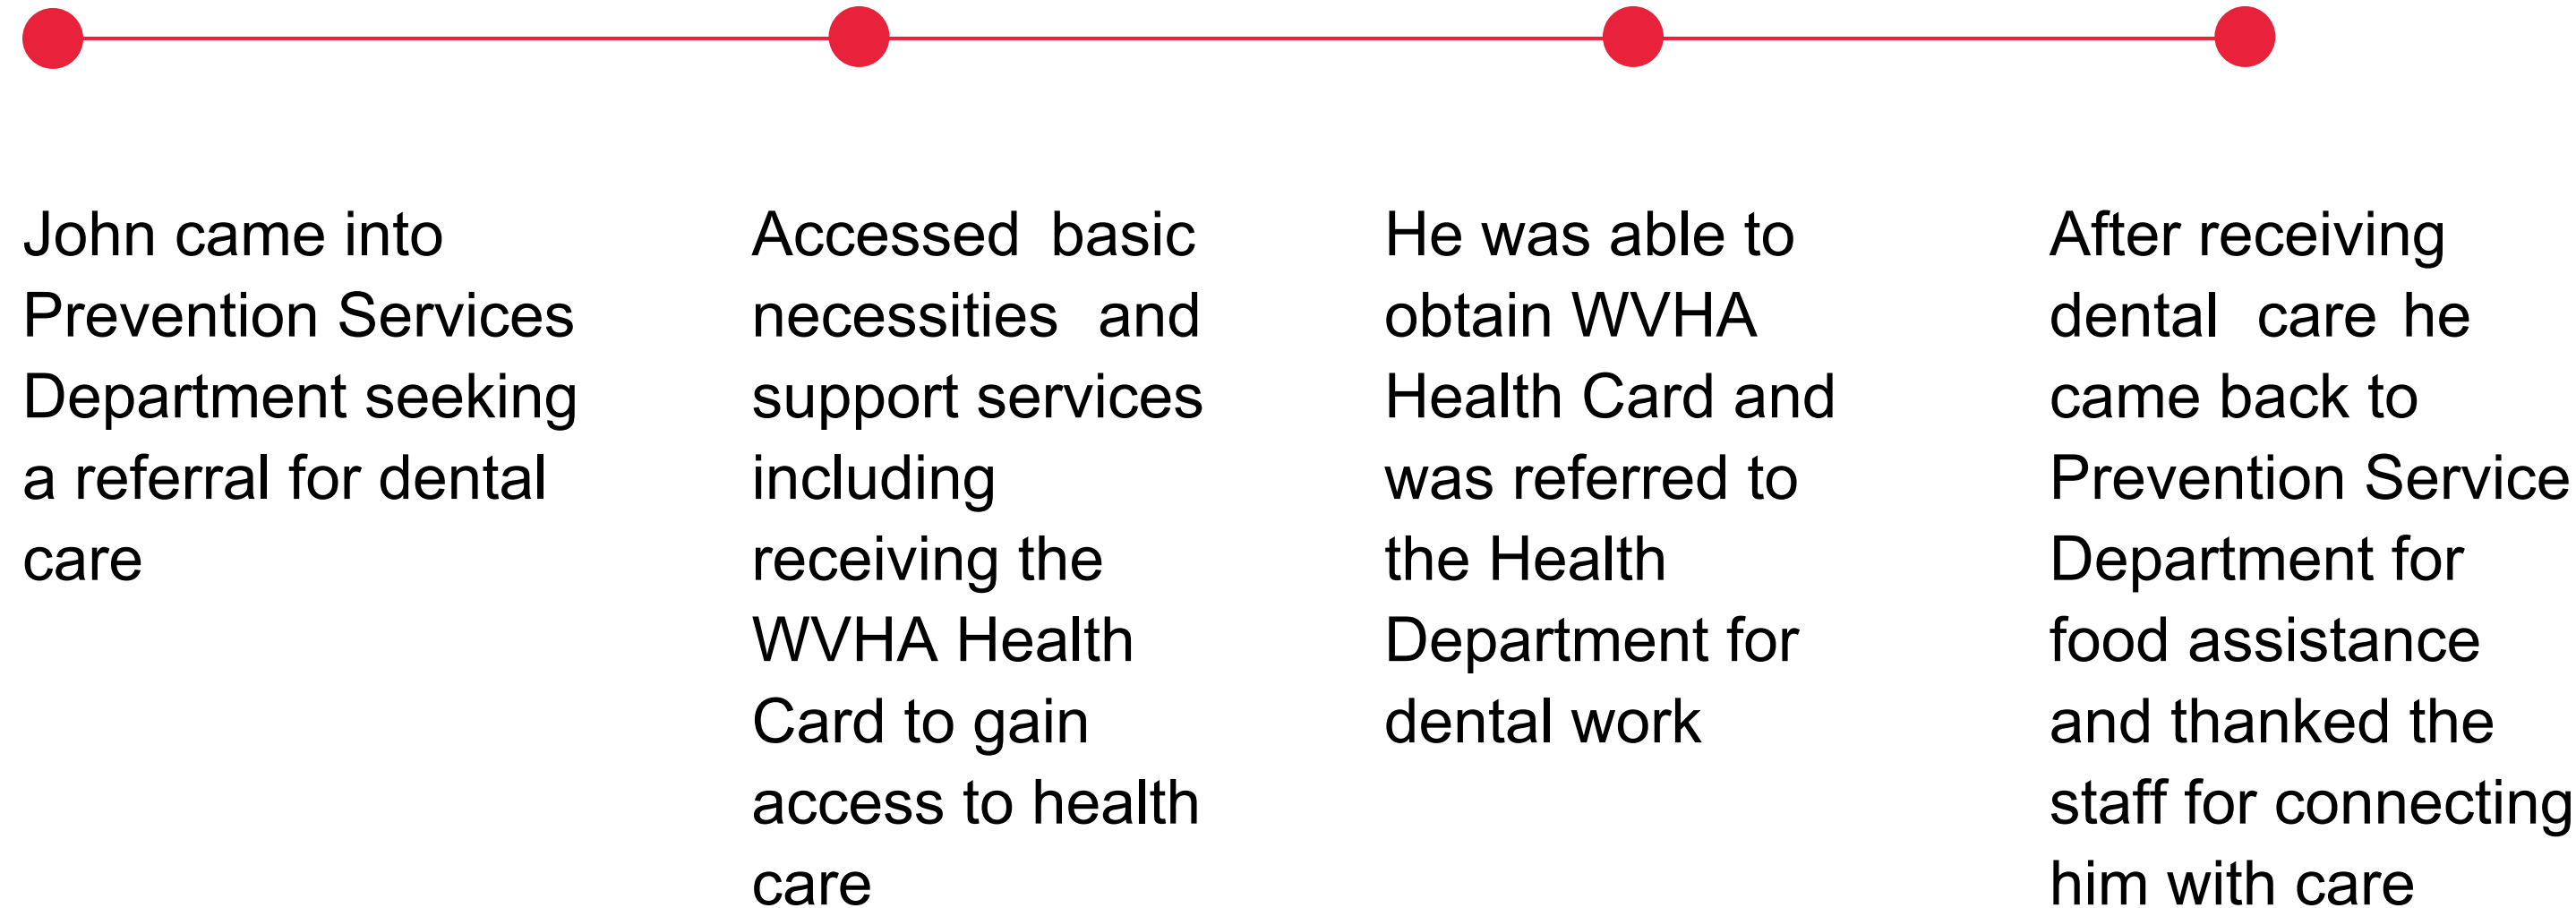 John came into
Prevention Services
Department seeking
a referral for dental
care
Accessed basic
necessities and
support services
including
receiving the
WVHA Health
Card to gain
access to health
care
He was able to
obtain WVHA
Health Card and
was referred to
the Health
Department for
dental work
After receiving
dental care he
came back to
Prevention Service
Department for
food assistance
and thanked the
staff for connecting
him with care